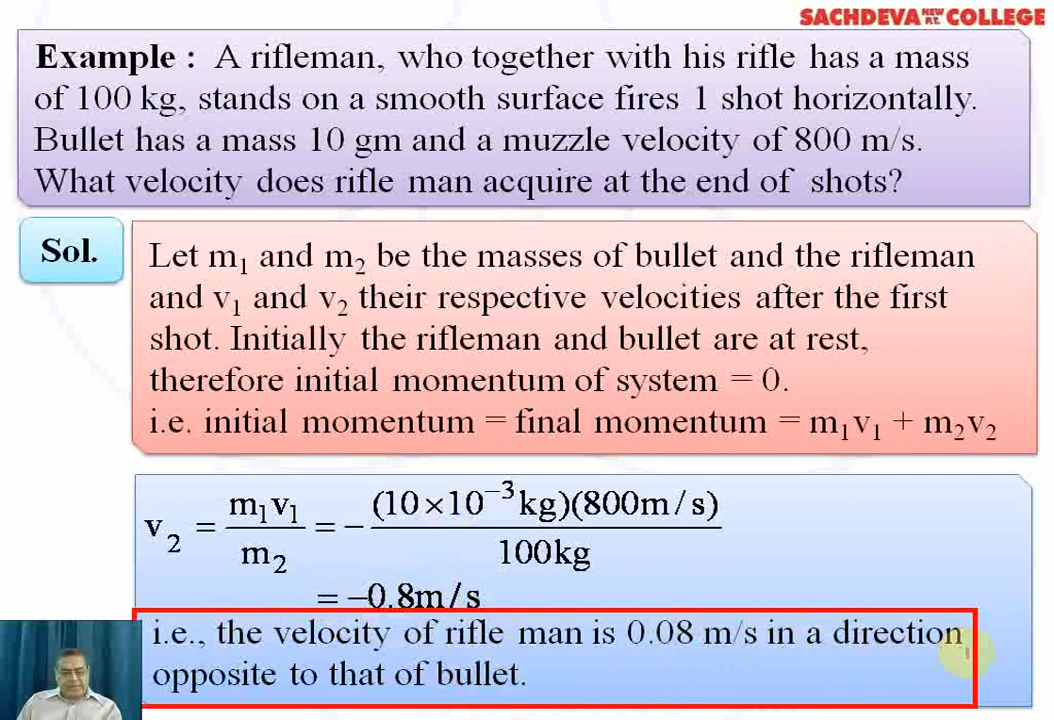 SACHDEVA NEW P.T. COLLEGE
Example : A rifleman, who together with his rifle has a mass
of 100 kg, stands on a smooth surface fires 1 shot horizontally.
Bullet has a mass 10 gm and a muzzle velocity of 800 m/s.
What velocity does rifle man acquire at the end of shots?
Sol.
Let m₁ and m₂ be the masses of bullet and the rifleman
and v₁ and v₂ their respective velocities after the first
shot. Initially the rifleman and bullet are at rest,
therefore initial momentum of system = 0.
i.e. initial momentum = final momentum = m₁v₁ + m₂v₂
v₂ = m₁v₁ / m₂ = − (10 × 10⁻³ kg)(800m / s) / 100kg
= −0.8m / s
i.e., the velocity of rifle man is 0.08 m/s in a direction
opposite to that of bullet.